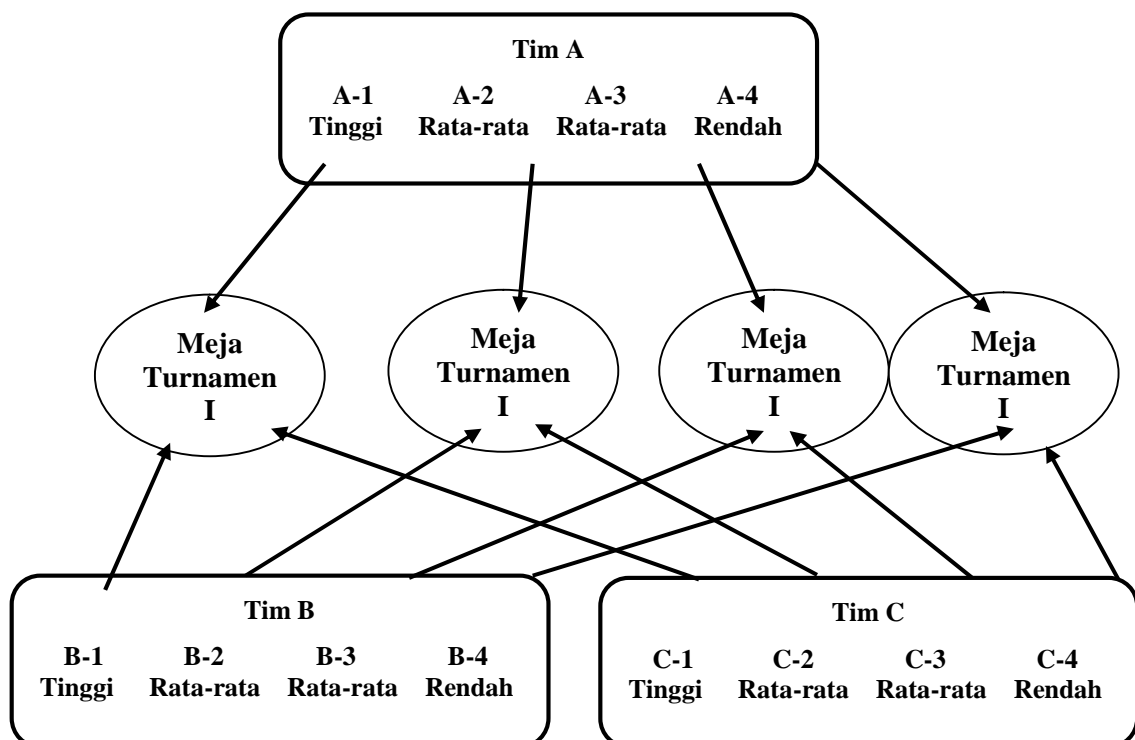 Tim A
A-1 A-2 A-3 A-4
Tinggi Rata-rata Rata-rata Rendah
Meja
Turnamen
I
Meja
Turnamen
I
Meja
Turnamen
I
Meja
Turnamen
I
Tim B
B-1 B-2 B-3 B-4
Tinggi Rata-rata Rata-rata Rendah
Tim C
C-1 C-2 C-3 C-4
Tinggi Rata-rata Rata-rata Rendah